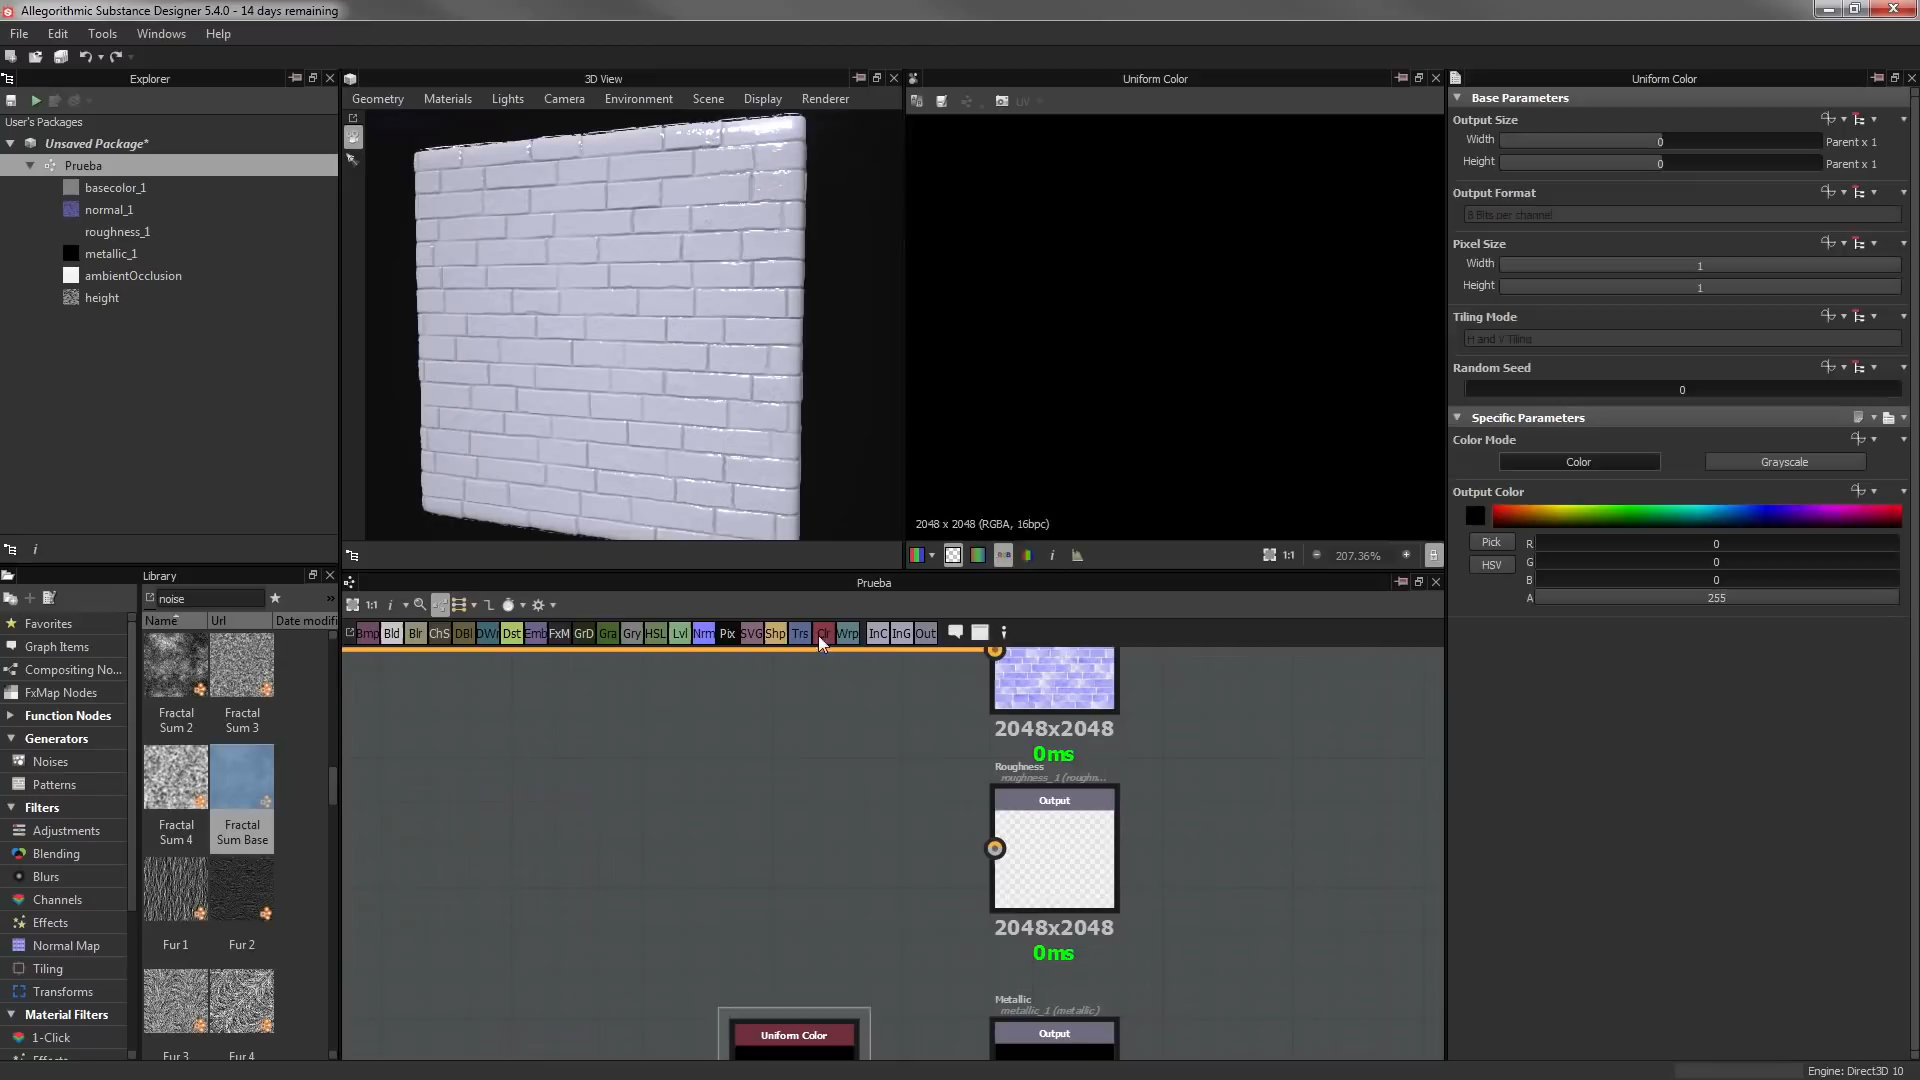 Allegorithmic Substance Designer 5.4.0 - 14 days remaining
File Edit Tools Windows Help
Explorer
User's Packages
Unsaved Package*
Prueba
basecolor_1
normal_1
roughness_1
metallic_1
ambientOcclusion
height
3D View
Geometry Materials Lights Camera Environment Scene Display Renderer
Uniform Color
UV
2048 x 2048 (RGBA, 16bpc)
1:1 207.36%
Uniform Color
Base Parameters
Output Size
Width 0 Parent x 1
Height 0 Parent x 1
Output Format
8 Bits per channel
Pixel Size
Width 1
Height 1
Tiling Mode
H and V Tiling
Random Seed
0
Specific Parameters
Color Mode
Color Grayscale
Output Color
Pick R 0
G 0
HSV
B 0
A 255
Library
noise
Name Url Date modifi
Favorites
Graph Items
Compositing No...
FxMap Nodes
Function Nodes
Generators
Noises
Patterns
Filters
Adjustments
Blending
Blurs
Channels
Effects
Normal Map
Tiling
Transforms
Material Filters
1-Click
Effects
Fractal Sum 2
Fractal Sum 3
Fractal Sum 4
Fractal Sum Base
Fur 1
Fur 2
Fur 3
Fur 4
Prueba
1:1
Bmp Bld Blr ChS DBl DWr Dst Emb FxM GrD Gra Gry HSL Lvl Nrm Pix SVG Shp Trs Clr Wrp InC InG Out
2048x2048
0ms
Roughness
roughness_1 (roughn...
Output
2048x2048
0ms
Metallic
metallic_1 (metallic)
Output
Uniform Color
Engine: Direct3D 10